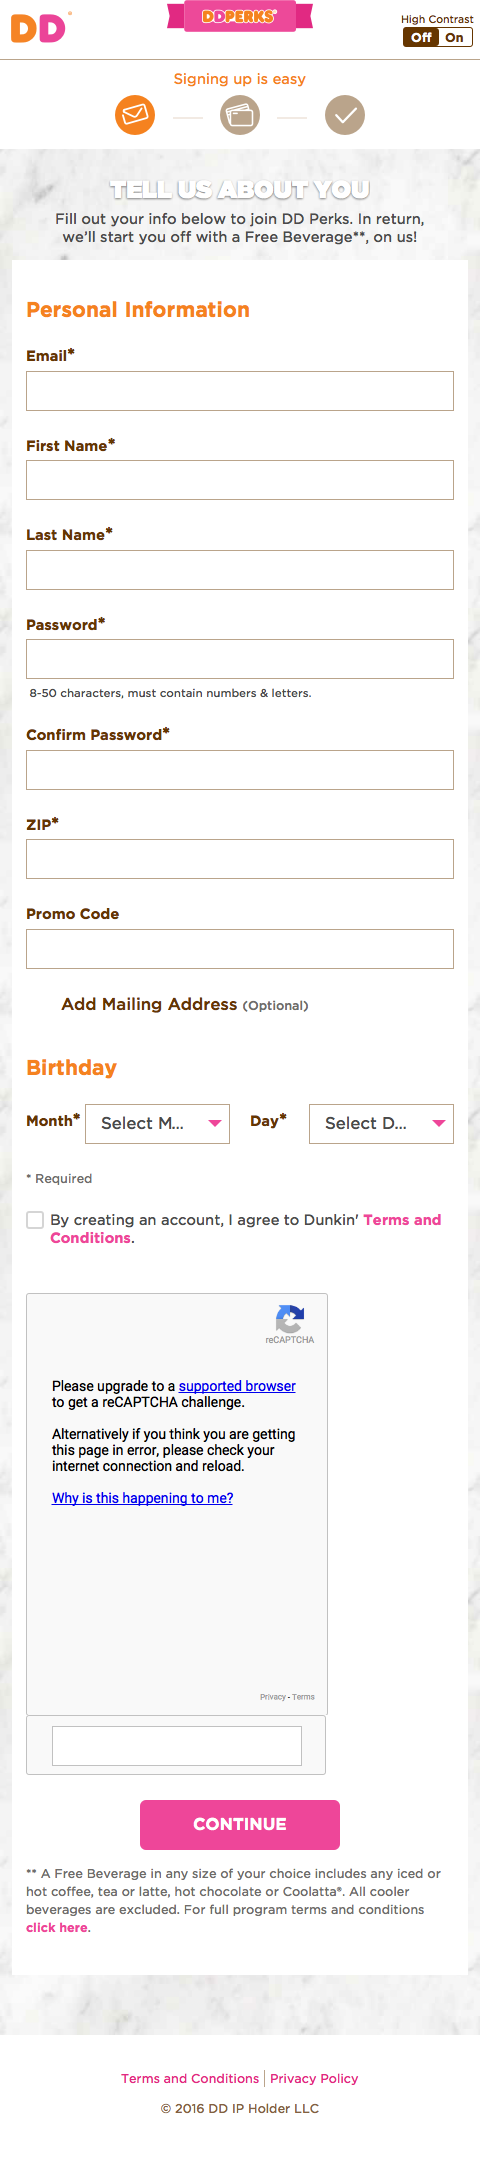 DD
DDPERKS®
High Contrast
Off On
Signing up is easy
TELL US ABOUT YOU
Fill out your info below to join DD Perks. In return,
we’ll start you off with a Free Beverage**, on us!
Personal Information
Email*
First Name*
Last Name*
Password*
8-50 characters, must contain numbers & letters.
Confirm Password*
ZIP*
Promo Code
Add Mailing Address (Optional)
Birthday
Month* Select M... Day* Select D...
* Required
By creating an account, I agree to Dunkin' Terms and
Conditions.
reCAPTCHA
Please upgrade to a supported browser
to get a reCAPTCHA challenge.
Alternatively if you think you are getting
this page in error, please check your
internet connection and reload.
Why is this happening to me?
Privacy - Terms
CONTINUE
** A Free Beverage in any size of your choice includes any iced or
hot coffee, tea or latte, hot chocolate or Coolatta®. All cooler
beverages are excluded. For full program terms and conditions
click here.
Terms and Conditions | Privacy Policy
© 2016 DD IP Holder LLC